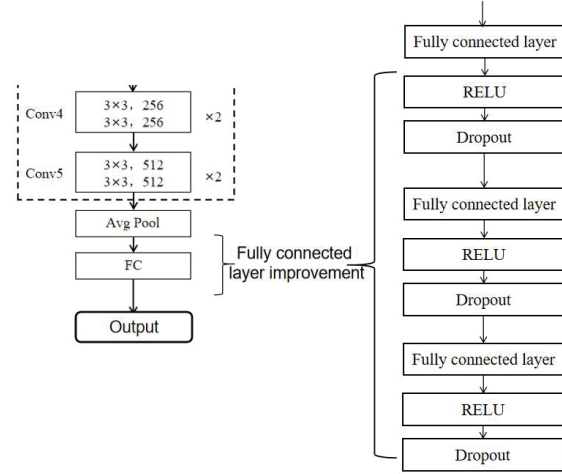 Conv4
3×3, 256
3×3, 256
×2
Conv5
3×3, 512
3×3, 512
×2
Avg Pool
FC
Output
Fully connected
layer improvement
Fully connected layer
RELU
Dropout
Fully connected layer
RELU
Dropout
Fully connected layer
RELU
Dropout